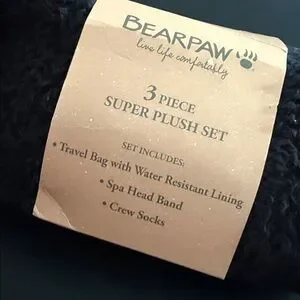 BEARPAW
live life comfortably
3 PIECE
SUPER PLUSH SET
SET INCLUDES:
• Travel Bag with Water Resistant Lining
• Spa Head Band
• Crew Socks